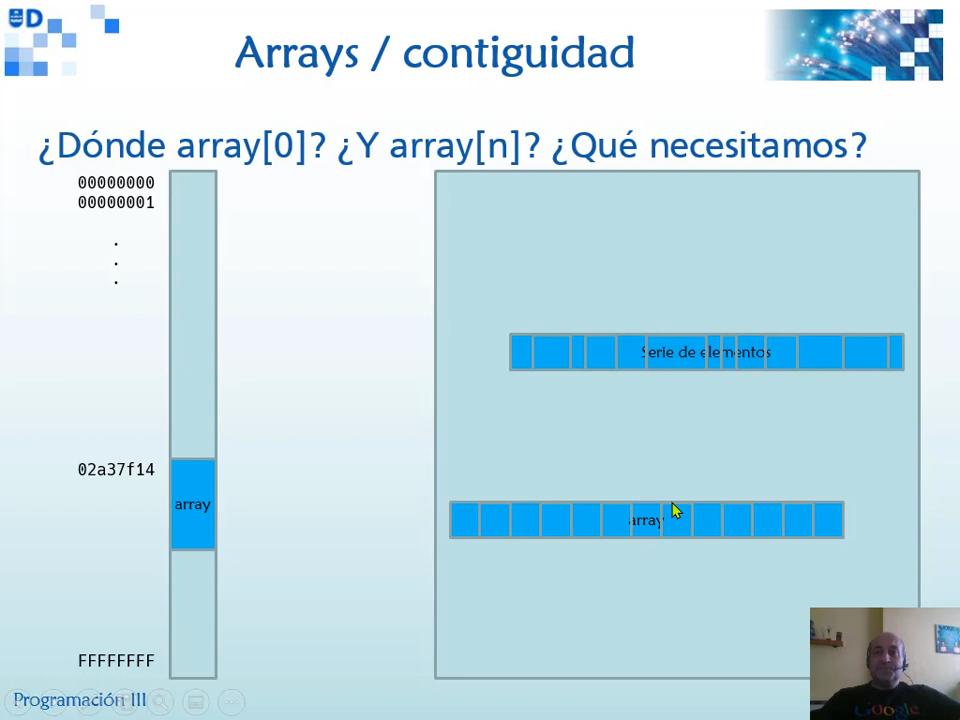 D
Arrays / contiguidad
¿Dónde array[0]? ¿Y array[n]? ¿Qué necesitamos?
00000000
00000001
.
.
.
Serie de elementos
02a37f14
array
array
FFFFFFFF
Programación III
Google